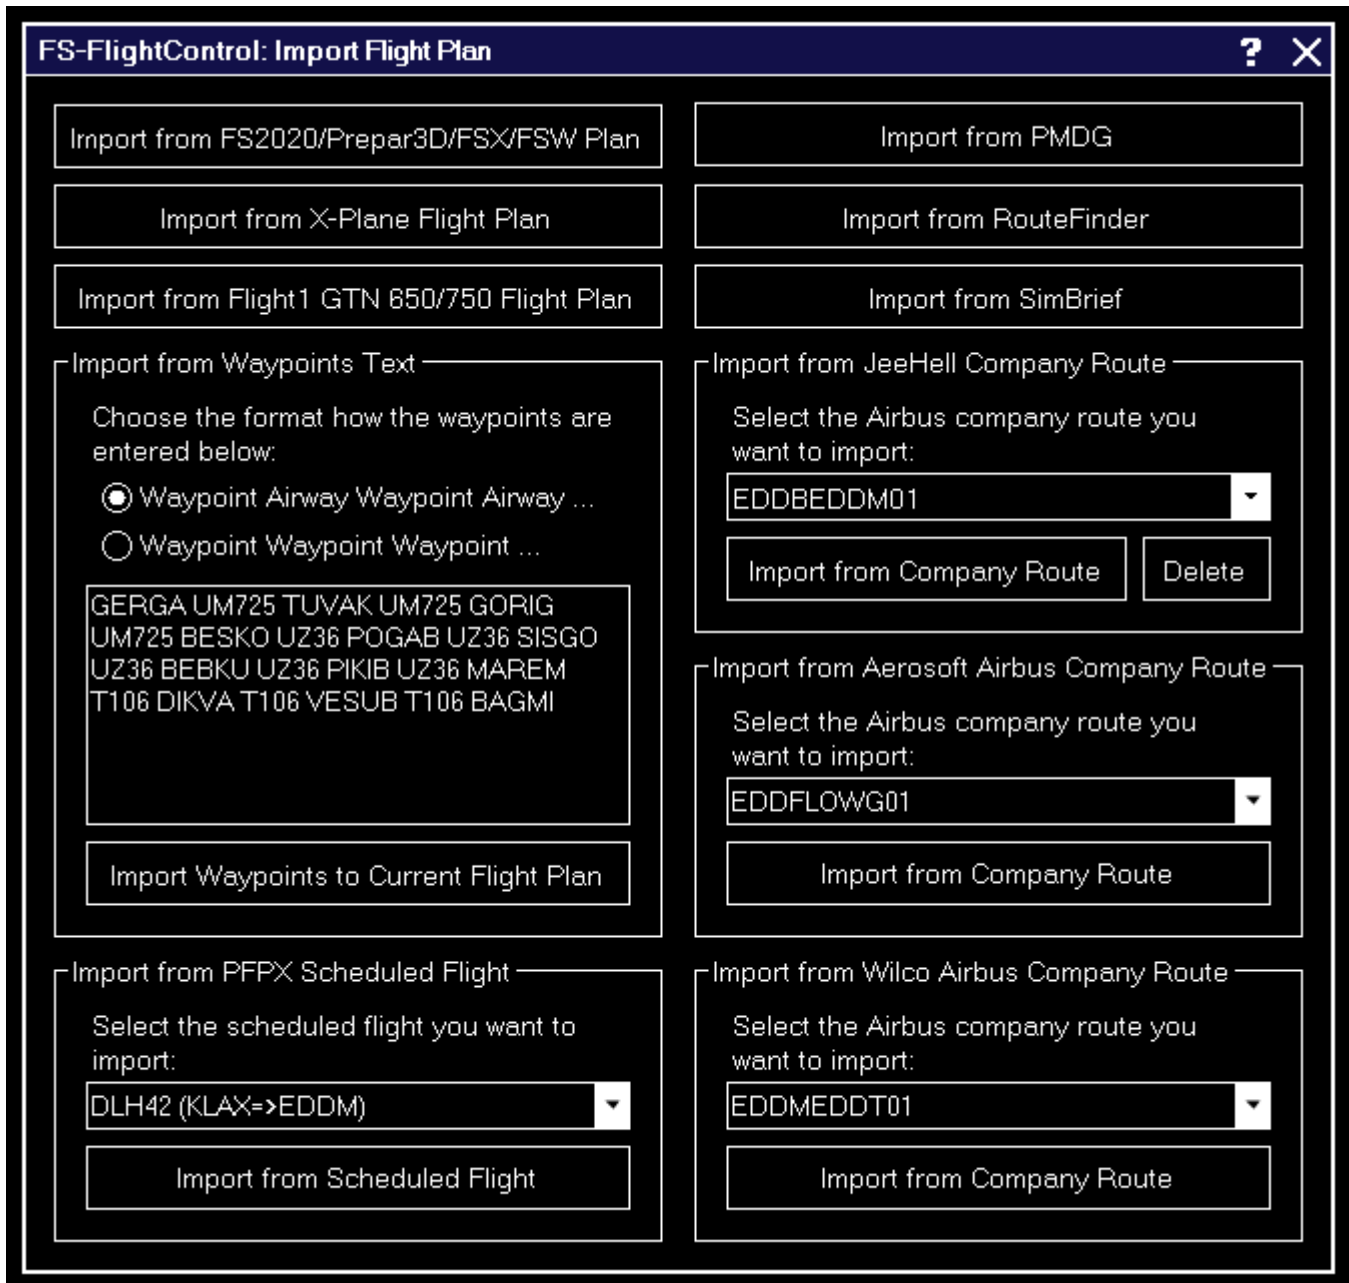 FS-FlightControl: Import Flight Plan
?
Import from FS2020/Prepar3D/FSX/FSW Plan
Import from PMDG
Import from X-Plane Flight Plan
Import from RouteFinder
Import from Flight1 GTN 650/750 Flight Plan
Import from SimBrief
Import from Waypoints Text
Choose the format how the waypoints are
entered below:
Waypoint Airway Waypoint Airway ...
Waypoint Waypoint Waypoint ...
GERGA UM725 TUVAK UM725 GORIG
UM725 BESKO UZ36 POGAB UZ36 SISGO
UZ36 BEBKU UZ36 PIKIB UZ36 MAREM
T106 DIKVA T106 VESUB T106 BAGMI
Import Waypoints to Current Flight Plan
Import from JeeHell Company Route
Select the Airbus company route you
want to import:
EDDBEDDM01
Import from Company Route
Delete
Import from Aerosoft Airbus Company Route
Select the Airbus company route you
want to import:
EDDFLOWG01
Import from Company Route
Import from PFPX Scheduled Flight
Select the scheduled flight you want to
import:
DLH42 (KLAX=>EDDM)
Import from Scheduled Flight
Import from Wilco Airbus Company Route
Select the Airbus company route you
want to import:
EDDMEDDT01
Import from Company Route